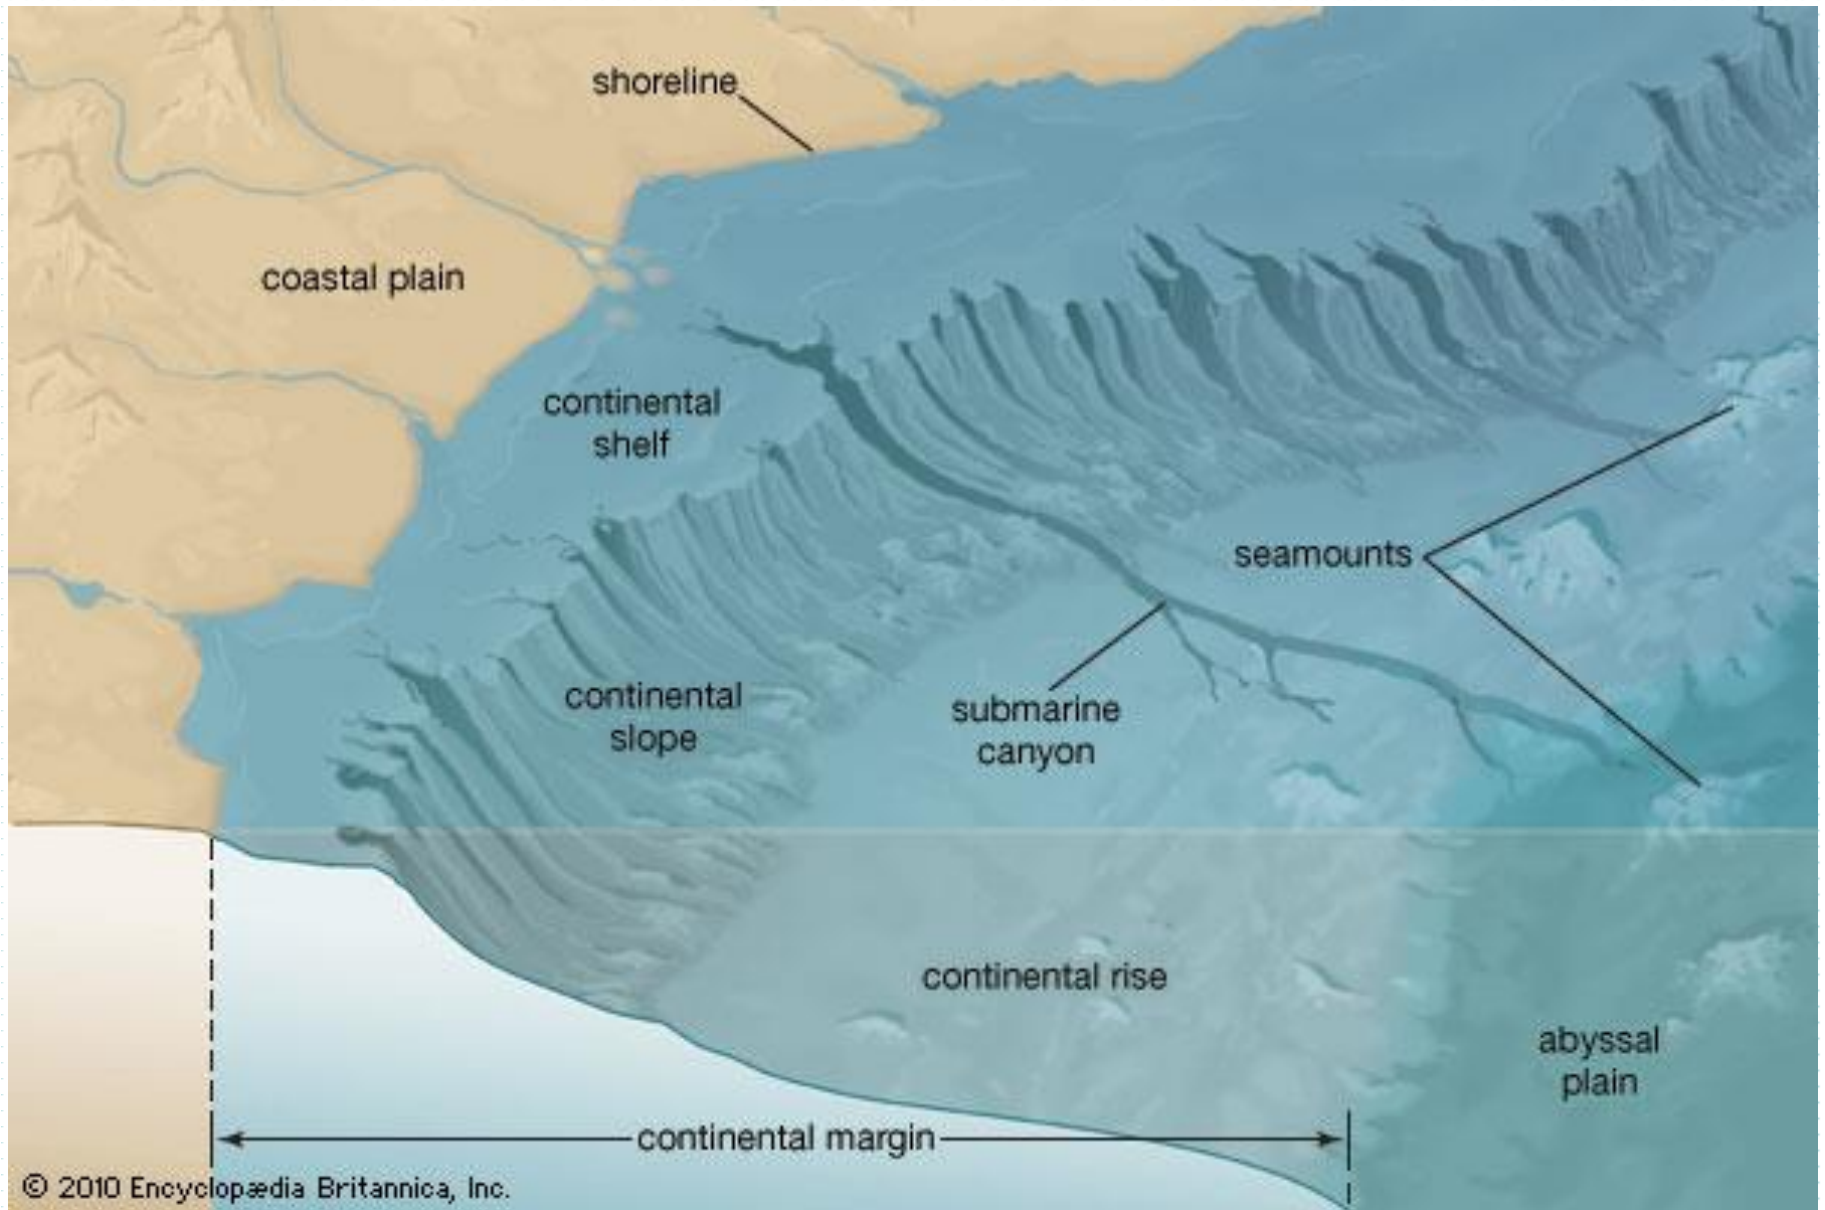 shoreline
coastal plain
continental
shelf
seamounts
continental
slope
submarine
canyon
continental rise
abyssal
plain
continental margin
© 2010 Encyclopædia Britannica, Inc.